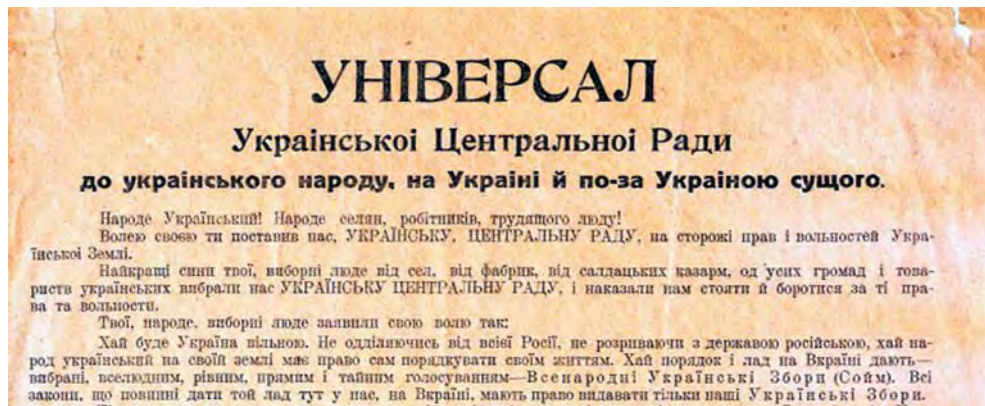 УНІВЕРСАЛ
Украінськоі Центральноі Ради
до украінського народу, на Украіні й по-за Украіною сущого.
Народе Український! Народе селян, робітників, трудящого люду!
Волею своєю ти поставив нас, УКРАЇНСЬКУ, ЦЕНТРАЛЬНУ РАДУ, на сторожі прав і вольностей Укра-
їнської Землі.
Найкращі сини твої, виборні люде від сел, від фабрик, від салдацьких казарм, од усих громад і това-
риств українських вибрали нас УКРАЇНСЬКУ ЦЕНТРАЛЬНУ РАДУ, і наказали нам стояти й боротися за ті пра-
ва та вольности.
Твої, народе, виборні люде заявили свою волю так:
Хай буде Україна вільною. Не одділяючись від всієї Росії, не розриваючи з державою російською, хай на-
род український на своїй землі має право сам порядкувати своїм життям. Хай порядок і лад на Вкраїні дають—
вибрані, вселюдним, рівним, прямим і тайним голосуванням—Всенародні Українські Збори (Сойм). Всі
закони, що повинні дати той лад тут у нас, на Вкраїні, мають право видавати тільки наші Українські Збори.